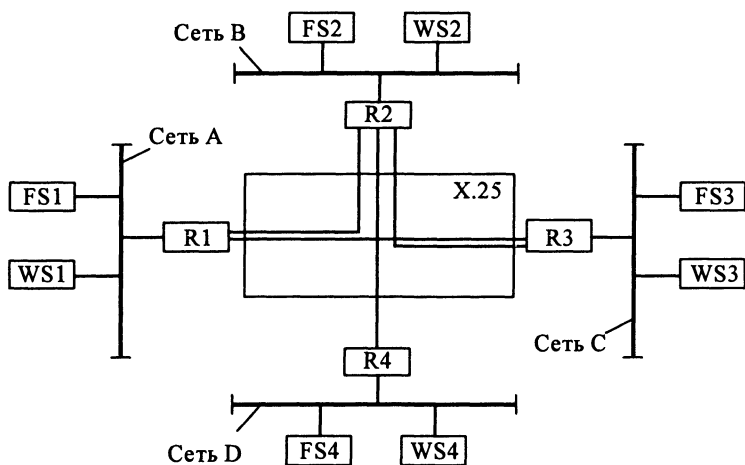 Сеть B
FS2
WS2
R2
Сеть A
X.25
FS1
FS3
R1
R3
WS1
WS3
Сеть C
R4
Сеть D
FS4
WS4